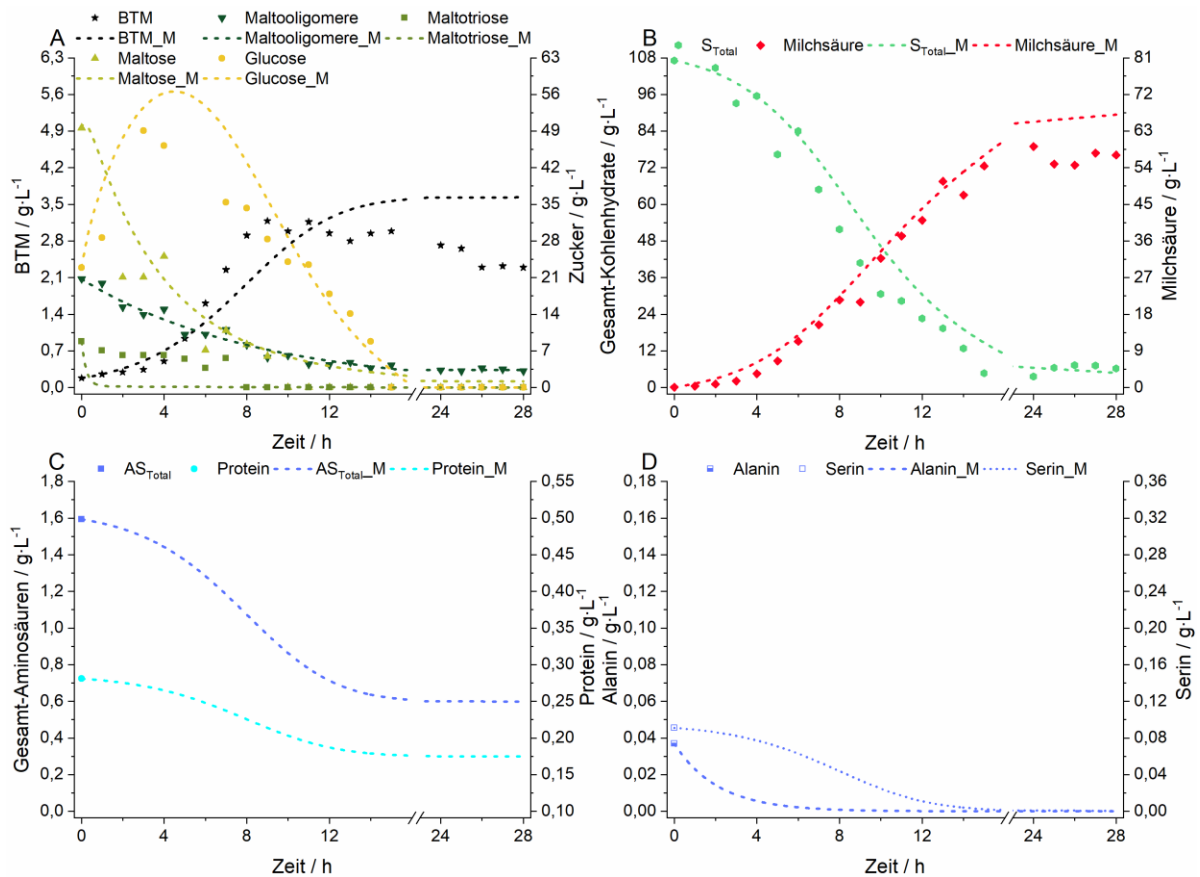 A
BTM Maltooligomere Maltotriose
BTM_M Maltooligomere_M Maltotriose_M
Maltose Glucose
Maltose_M Glucose_M
BTM / g·L⁻¹
6,3
5,6
4,9
4,2
3,5
2,8
2,1
1,4
0,7
0,0
Zucker / g·L⁻¹
63
56
49
42
35
28
21
14
7
0
0 4 8 12 24 28
Zeit / h
B
S_Total Milchsäure S_Total_M Milchsäure_M
Gesamt-Kohlenhydrate / g·L⁻¹
108
96
84
72
60
48
36
24
12
0
Milchsäure / g·L⁻¹
81
72
63
54
45
36
27
18
9
0
0 4 8 12 24 28
Zeit / h
C
AS_Total Protein AS_Total_M Protein_M
Gesamt-Aminosäuren / g·L⁻¹
1,8
1,6
1,4
1,2
1,0
0,8
0,6
0,4
0,2
0,0
Protein / g·L⁻¹
0,55
0,50
0,45
0,40
0,35
0,30
0,25
0,20
0,15
0,10
0 4 8 12 24 28
Zeit / h
D
Alanin Serin Alanin_M Serin_M
Alanin / g·L⁻¹
0,18
0,16
0,14
0,12
0,10
0,08
0,06
0,04
0,02
0,00
Serin / g·L⁻¹
0,36
0,32
0,28
0,24
0,20
0,16
0,12
0,08
0,04
0,00
0 4 8 12 24 28
Zeit / h